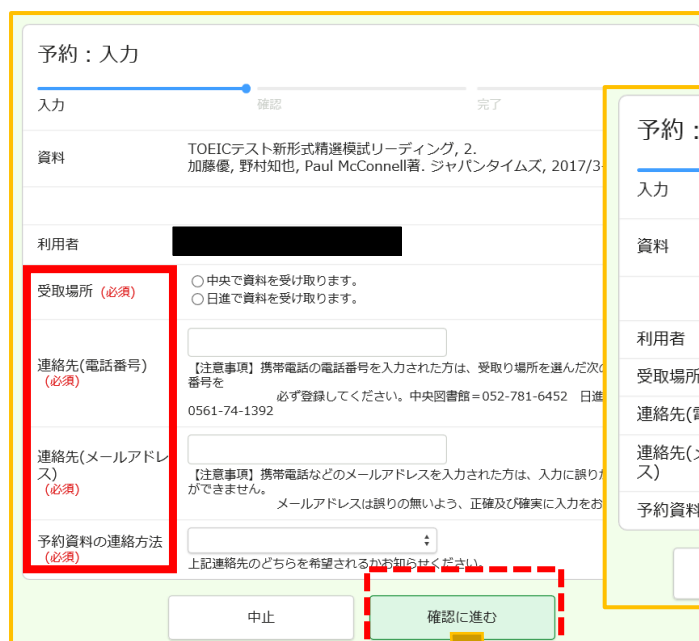 予約：入力
入力
確認
完了
資料
TOEICテスト新形式精選模試リーディング, 2.
加藤優, 野村知也, Paul McConnell著. ジャパンタイムズ, 2017/3-
利用者
受取場所 (必須)
○中央で資料を受け取ります。
○日進で資料を受け取ります。
連絡先(電話番号)
(必須)
【注意事項】携帯電話の電話番号を入力された方は、受取り場所を選んだ次の
番号を
必ず登録してください。中央図書館＝052-781-6452 日進
0561-74-1392
連絡先(メールアドレ
ス)
(必須)
【注意事項】携帯電話などのメールアドレスを入力された方は、入力に誤りが
ができません。
メールアドレスは誤りの無いよう、正確及び確実に入力をお
予約資料の連絡方法
(必須)
上記連絡先のどちらを希望されるかお知らせください。
中止
確認に進む
予約：
入力
資料
利用者
受取場所
連絡先(電
連絡先(メ
ス)
予約資料